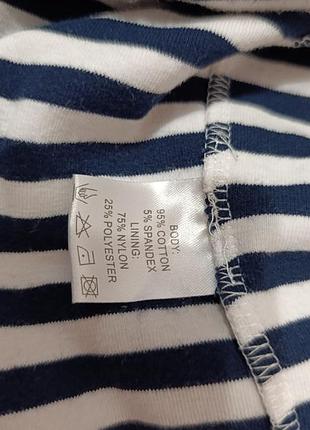 BODY:
95% COTTON
5% SPANDEX
LINING:
75% NYLON
25% POLYESTER